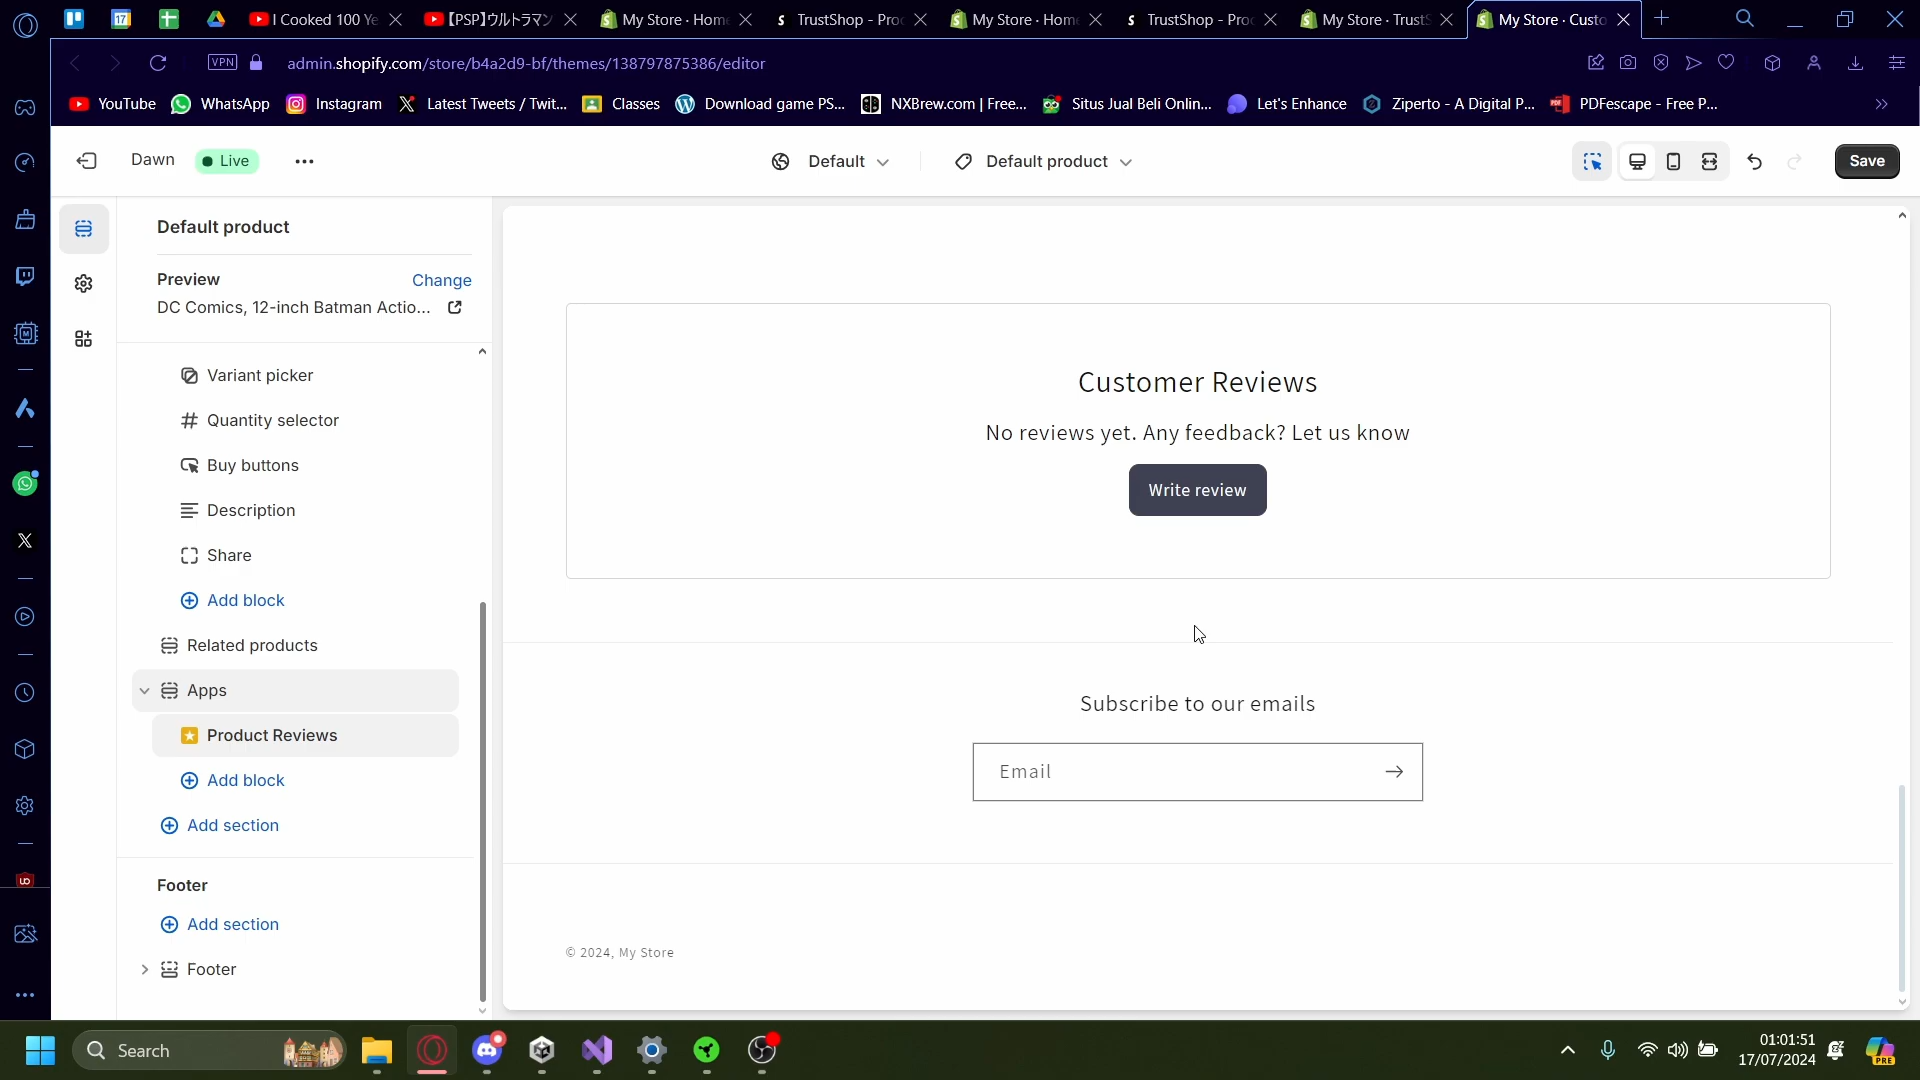 I Cooked 100 Ye
【PSP】ウルトラマン
My Store · Home
TrustShop - Proc
My Store · Home
TrustShop - Proc
My Store · TrustS
My Store · Custo
VPN
admin.shopify.com/store/b4a2d9-bf/themes/138797875386/editor
YouTube
WhatsApp
Instagram
Latest Tweets / Twit...
Classes
Download game PS...
NXBrew.com | Free...
Situs Jual Beli Onlin...
Let's Enhance
Ziperto - A Digital P...
PDFescape - Free P...
Dawn
Live
Default
Default product
Save
Default product
Preview
Change
DC Comics, 12-inch Batman Actio...
Variant picker
Quantity selector
Buy buttons
Description
Share
Add block
Related products
Apps
Product Reviews
Add block
Add section
Footer
Add section
Footer
Customer Reviews
No reviews yet. Any feedback? Let us know
Write review
Subscribe to our emails
Email
© 2024, My Store
Search
01:01:51
17/07/2024
PRE